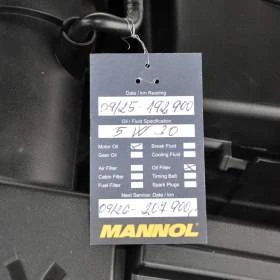 Date / km Reading
09/25 - 192 900
Oil / Fluid Specification
5 W 30
Motor Oil Break Fluid
Gear Oil Cooling Fluid
Air Filter Oil Filter
Cabin Filter Timing Belt
Fuel Filter Spark Plugs
Next Service: Date / km
09/26 - 207 900
MANNOL